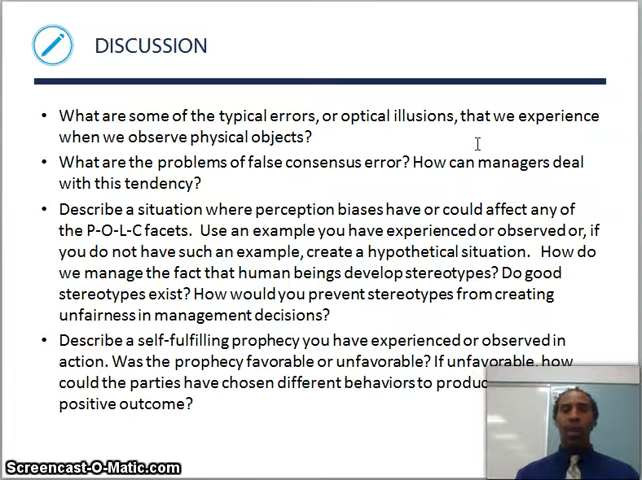 DISCUSSION
• What are some of the typical errors, or optical illusions, that we experience
when we observe physical objects?
• What are the problems of false consensus error? How can managers deal
with this tendency?
• Describe a situation where perception biases have or could affect any of
the P-O-L-C facets. Use an example you have experienced or observed or, if
you do not have such an example, create a hypothetical situation. How do
we manage the fact that human beings develop stereotypes? Do good
stereotypes exist? How would you prevent stereotypes from creating
unfairness in management decisions?
• Describe a self-fulfilling prophecy you have experienced or observed in
action. Was the prophecy favorable or unfavorable? If unfavorable, how
could the parties have chosen different behaviors to produc
positive outcome?
Screencast-O-Matic.com